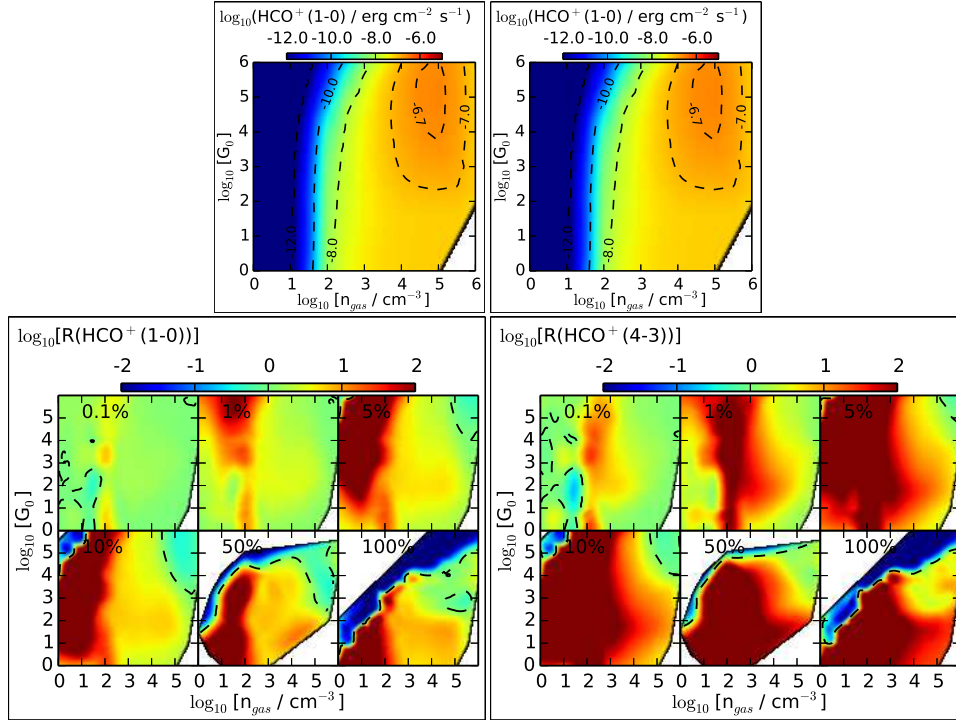 log₁₀(HCO⁺ (1-0) / erg cm⁻² s⁻¹)
-12.0 -10.0 -8.0 -6.0
log₁₀ [G₀]
6
5
4
3
2
1
0
-12.0
-10.0
-8.0
-6.7
-7.0
0 1 2 3 4 5 6
log₁₀ [n_gas / cm⁻³]
log₁₀(HCO⁺ (1-0) / erg cm⁻² s⁻¹)
-12.0 -10.0 -8.0 -6.0
log₁₀ [G₀]
6
5
4
3
2
1
0
-12.0
-10.0
-8.0
-6.7
-7.0
0 1 2 3 4 5 6
log₁₀ [n_gas / cm⁻³]
log₁₀[R(HCO⁺ (1-0))]
-2 -1 0 1 2
0.1% 1% 5%
5
4
3
2
1
0
log₁₀ [G₀]
10% 50% 100%
5
4
3
2
1
0
0 1 2 3 4 5 0 1 2 3 4 5 0 1 2 3 4 5
log₁₀ [n_gas / cm⁻³]
log₁₀[R(HCO⁺ (4-3))]
-2 -1 0 1 2
0.1% 1% 5%
5
4
3
2
1
0
log₁₀ [G₀]
10% 50% 100%
5
4
3
2
1
0
0 1 2 3 4 5 0 1 2 3 4 5 0 1 2 3 4 5
log₁₀ [n_gas / cm⁻³]